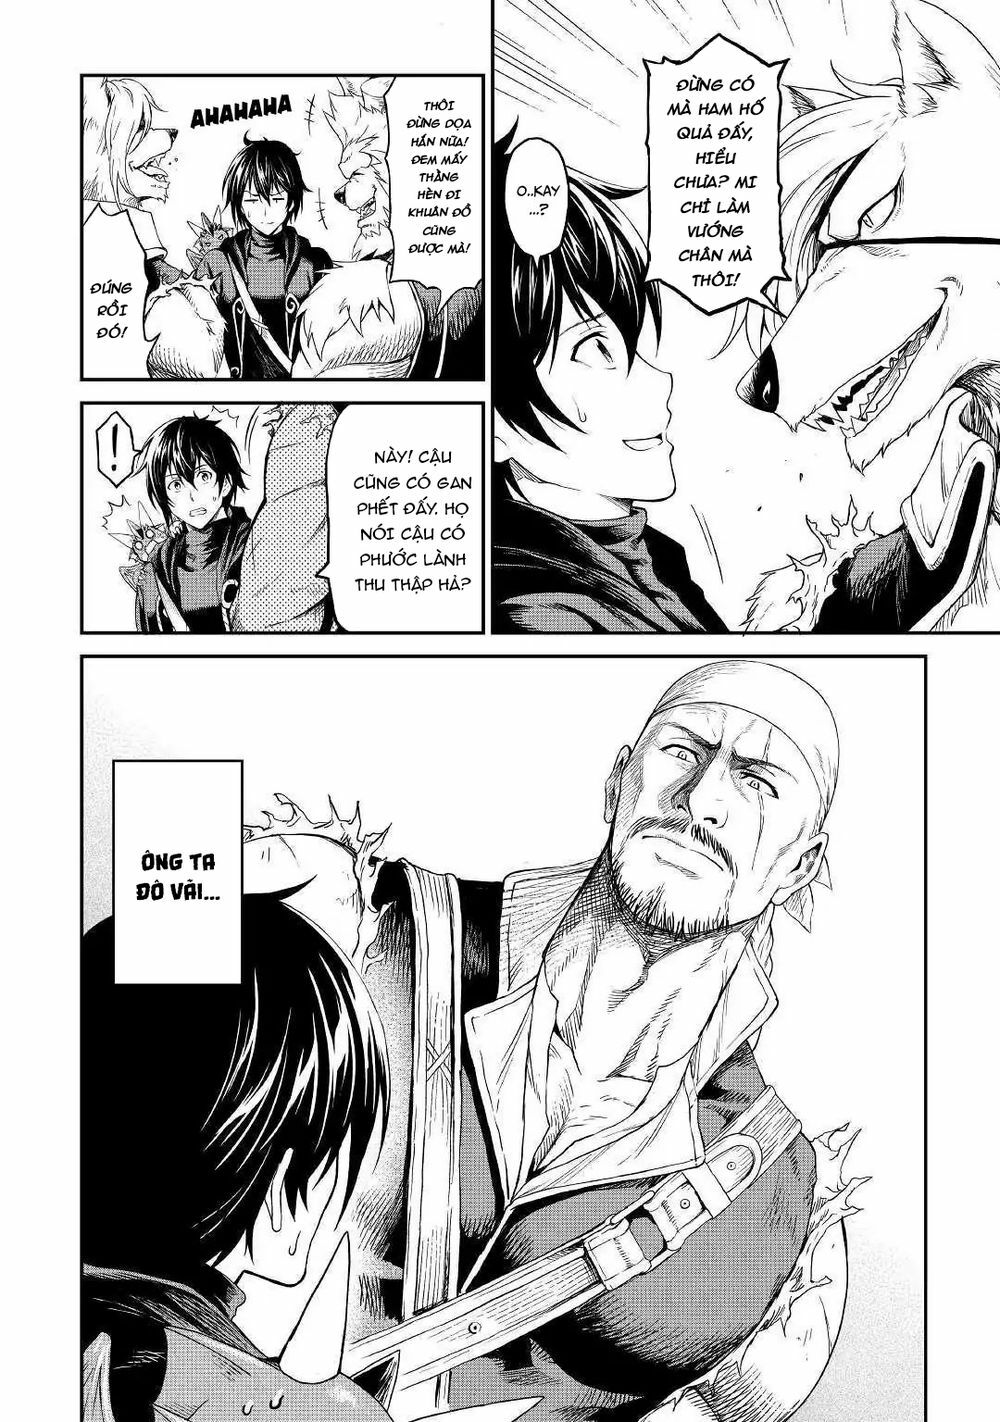 ĐỪNG CÓ
MÀ HAM HỐ
QUÁ ĐẤY,
HIỂU
CHƯA? MI
CHỈ LÀM
VƯỚNG
CHÂN MÀ
THÔI!
O..KAY
...?
AHAHAHA
THÔI
ĐỪNG DỌA
HẮN NỮA!
ĐEM MẤY
THẰNG
HÈN ĐI
KHUÂN ĐỒ
CŨNG
ĐƯỢC MÀ!
ĐÚNG
RỒI
ĐÓ!
!
NÀY! CẬU
CŨNG CÓ GAN
PHẾT ĐẤY. HỌ
NÓI CẬU CÓ
PHƯỚC LÀNH
THU THẬP HẢ?
ÔNG TA
ĐÔ VÃI...